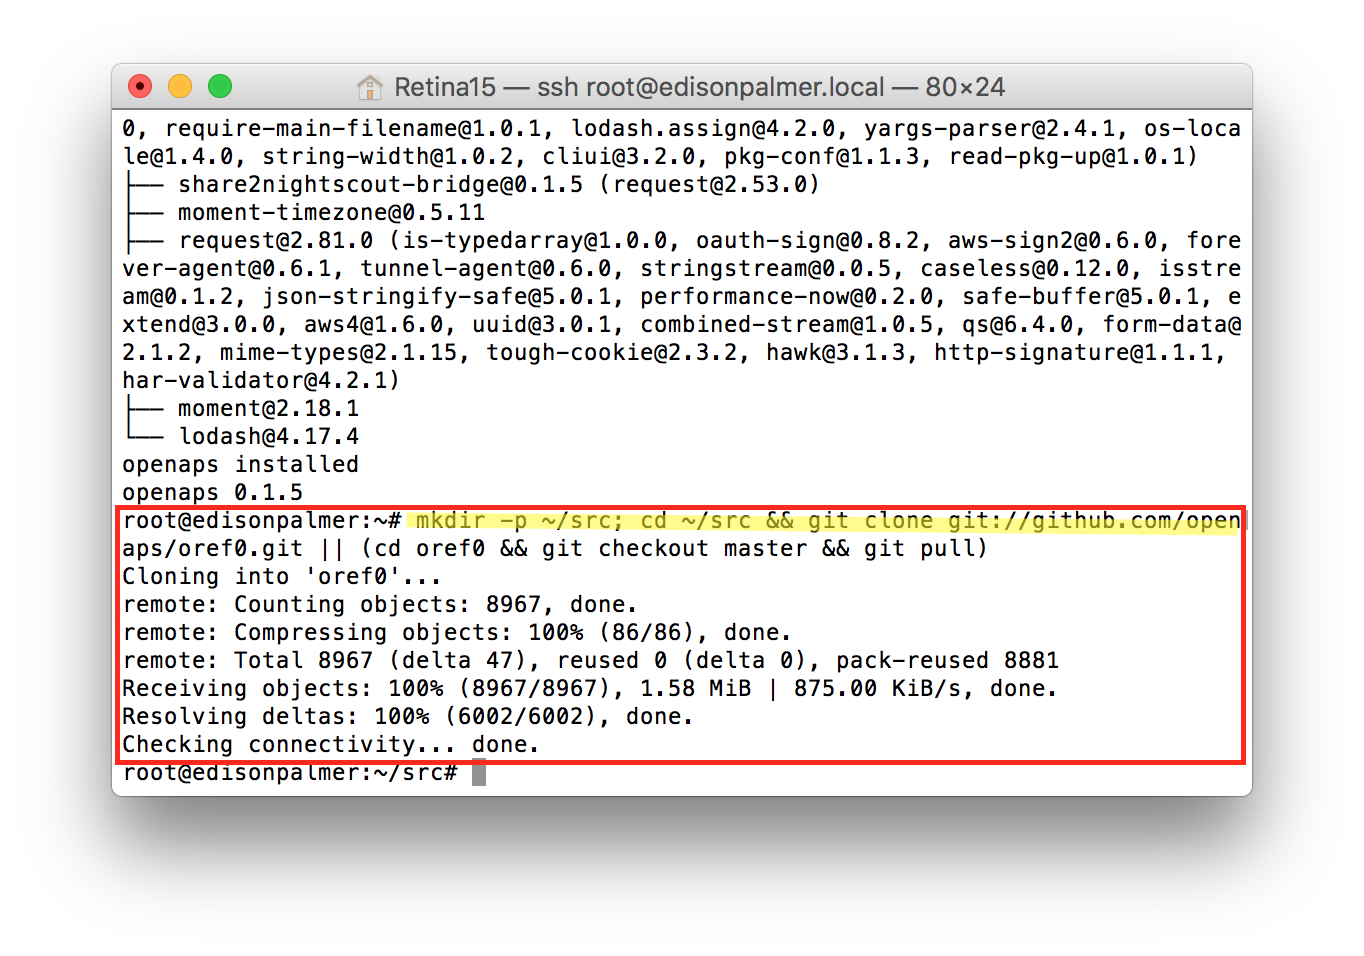 Retina15 — ssh root@edisonpalmer.local — 80×24
0, require-main-filename@1.0.1, lodash.assign@4.2.0, yargs-parser@2.4.1, os-loca
le@1.4.0, string-width@1.0.2, cliui@3.2.0, pkg-conf@1.1.3, read-pkg-up@1.0.1)
├── share2nightscout-bridge@0.1.5 (request@2.53.0)
├── moment-timezone@0.5.11
├── request@2.81.0 (is-typedarray@1.0.0, oauth-sign@0.8.2, aws-sign2@0.6.0, fore
ver-agent@0.6.1, tunnel-agent@0.6.0, stringstream@0.0.5, caseless@0.12.0, isstre
am@0.1.2, json-stringify-safe@5.0.1, performance-now@0.2.0, safe-buffer@5.0.1, e
xtend@3.0.0, aws4@1.6.0, uuid@3.0.1, combined-stream@1.0.5, qs@6.4.0, form-data@
2.1.2, mime-types@2.1.15, tough-cookie@2.3.2, hawk@3.1.3, http-signature@1.1.1,
har-validator@4.2.1)
├── moment@2.18.1
└── lodash@4.17.4
openaps installed
openaps 0.1.5
root@edisonpalmer:~# mkdir -p ~/src; cd ~/src && git clone git://github.com/open
aps/oref0.git || (cd oref0 && git checkout master && git pull)
Cloning into 'oref0'...
remote: Counting objects: 8967, done.
remote: Compressing objects: 100% (86/86), done.
remote: Total 8967 (delta 47), reused 0 (delta 0), pack-reused 8881
Receiving objects: 100% (8967/8967), 1.58 MiB | 875.00 KiB/s, done.
Resolving deltas: 100% (6002/6002), done.
Checking connectivity... done.
root@edisonpalmer:~/src#